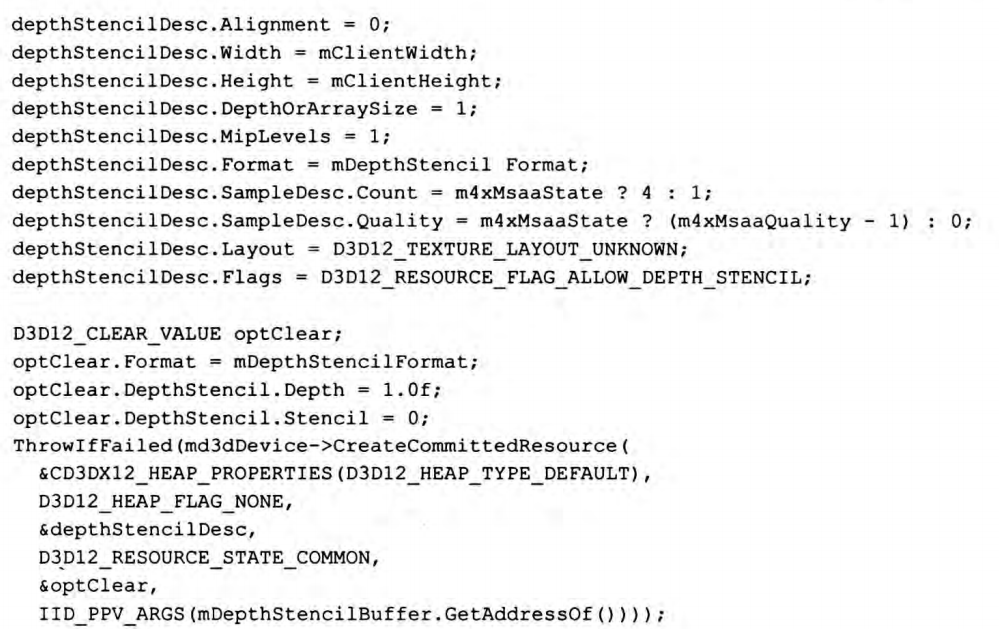 depthStencilDesc.Alignment = 0;
depthStencilDesc.Width = mClientWidth;
depthStencilDesc.Height = mClientHeight;
depthStencilDesc.DepthOrArraySize = 1;
depthStencilDesc.MipLevels = 1;
depthStencilDesc.Format = mDepthStencil Format;
depthStencilDesc.SampleDesc.Count = m4xMsaaState ? 4 : 1;
depthStencilDesc.SampleDesc.Quality = m4xMsaaState ? (m4xMsaaQuality - 1) : 0;
depthStencilDesc.Layout = D3D12_TEXTURE_LAYOUT_UNKNOWN;
depthStencilDesc.Flags = D3D12_RESOURCE_FLAG_ALLOW_DEPTH_STENCIL;

D3D12_CLEAR_VALUE optClear;
optClear.Format = mDepthStencilFormat;
optClear.DepthStencil.Depth = 1.0f;
optClear.DepthStencil.Stencil = 0;
ThrowIfFailed(md3dDevice->CreateCommittedResource(
  &CD3DX12_HEAP_PROPERTIES(D3D12_HEAP_TYPE_DEFAULT),
  D3D12_HEAP_FLAG_NONE,
  &depthStencilDesc,
  D3D12_RESOURCE_STATE_COMMON,
  &optClear,
  IID_PPV_ARGS(mDepthStencilBuffer.GetAddressOf())));